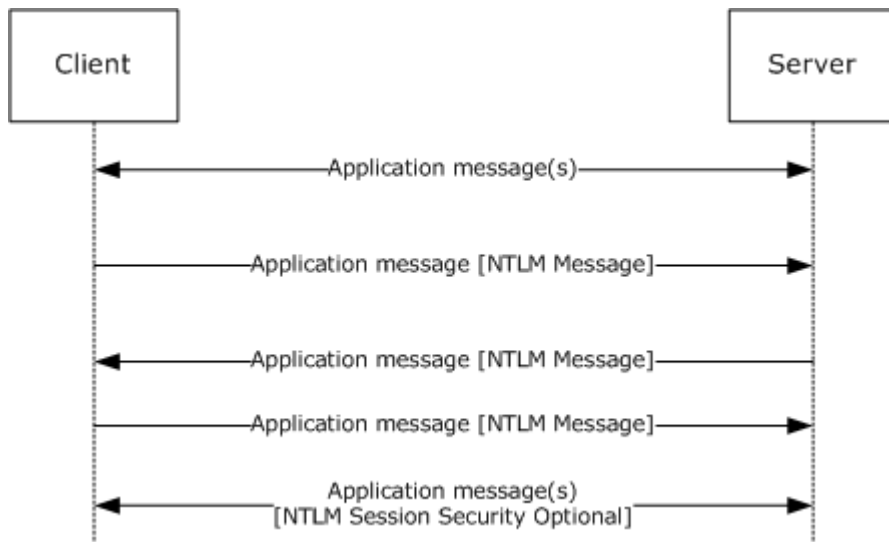 Client
Server
Application message(s)
Application message [NTLM Message]
Application message [NTLM Message]
Application message [NTLM Message]
Application message(s)
[NTLM Session Security Optional]